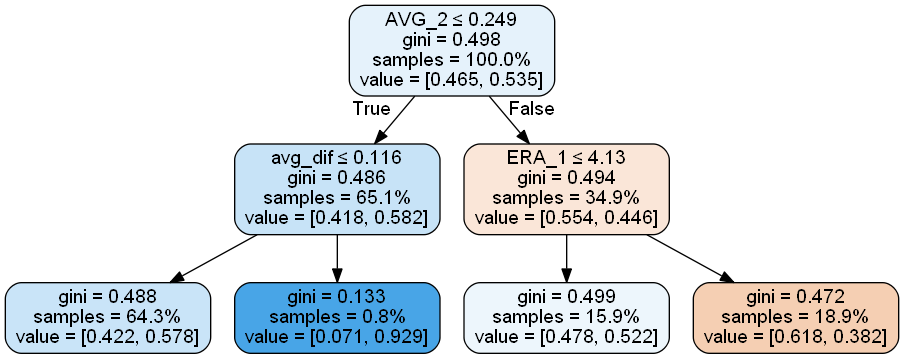 AVG_2 ≤ 0.249
gini = 0.498
samples = 100.0%
value = [0.465, 0.535]
True
False
avg_dif ≤ 0.116
gini = 0.486
samples = 65.1%
value = [0.418, 0.582]
ERA_1 ≤ 4.13
gini = 0.494
samples = 34.9%
value = [0.554, 0.446]
gini = 0.488
samples = 64.3%
value = [0.422, 0.578]
gini = 0.133
samples = 0.8%
value = [0.071, 0.929]
gini = 0.499
samples = 15.9%
value = [0.478, 0.522]
gini = 0.472
samples = 18.9%
value = [0.618, 0.382]